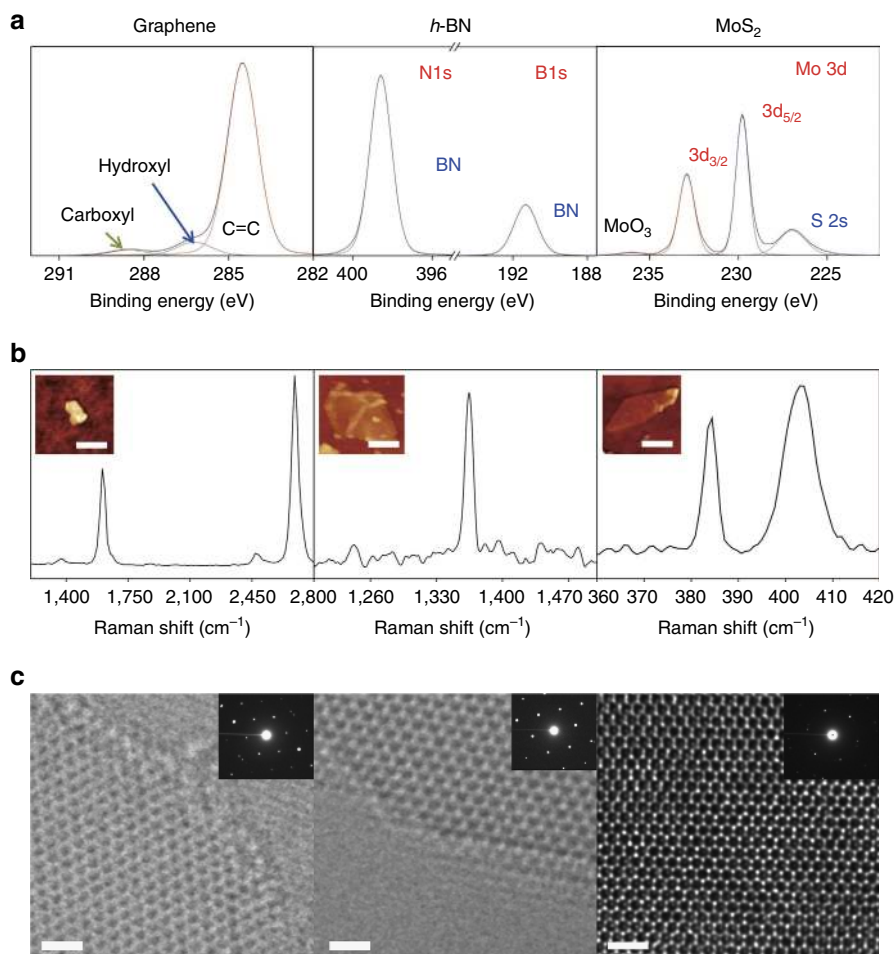 a
Graphene
h-BN
MoS₂
Hydroxyl
Carboxyl
C=C
N1s
B1s
BN
BN
Mo 3d
3d₅/₂
3d₃/₂
MoO₃
S 2s
291 288 285 282 400 396 192 188 235 230 225
Binding energy (eV) Binding energy (eV) Binding energy (eV)
b
1,400 1,750 2,100 2,450 2,800 1,260 1,330 1,400 1,470 360 370 380 390 400 410 420
Raman shift (cm⁻¹) Raman shift (cm⁻¹) Raman shift (cm⁻¹)
c